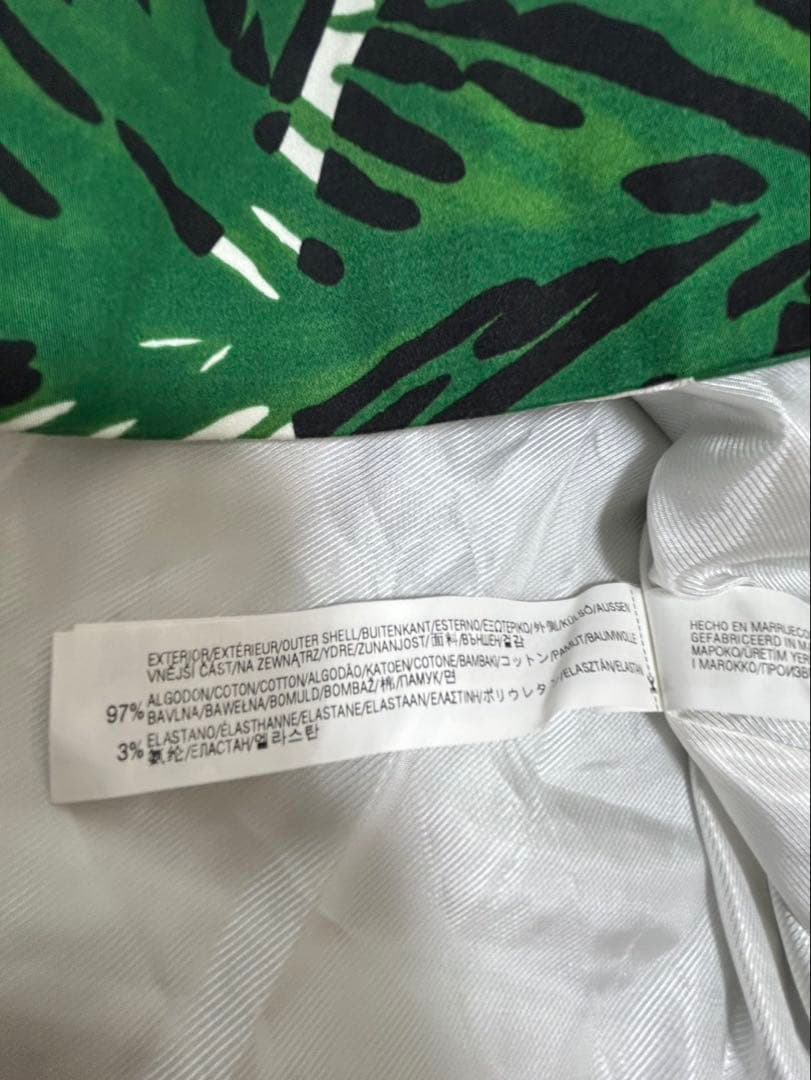 EXTERIOR/EXTÉRIEUR/OUTER SHELL/BUITENKANT/ESTERNO/ΕΞΩΤΕΡΙΚΟ/外側/KÜLSŐ/AUSSEN
VNĚJŠÍ ČÁST/NA ZEWNĄTRZ/YDRE/ZUNANJOST/面料/ВЪНШЕН/겉감
97% ALGODON/COTON/COTTON/ALGODÃO/KATOEN/COTONE/ΒΑΜΒΑΚΙ/コットン/PAMUT/BAUMWOLLE
BAVLNA/BAWEŁNA/BOMULD/BOMBAŽ/棉/ПАМУК/면
3% ELASTANO/ÉLASTHANNE/ELASTANE/ELASTAAN/ΕΛΑΣΤΙΝΗ/ポリウレタン/ELASZTÁN/ELASTAN
氨纶/ЕЛАСТАН/엘라스탄
HECHO EN MARRUECO
GEFABRICEERD IN M
MAPOKO/ÜRETIM YER
I MAROKKO/ПРОИЗВ